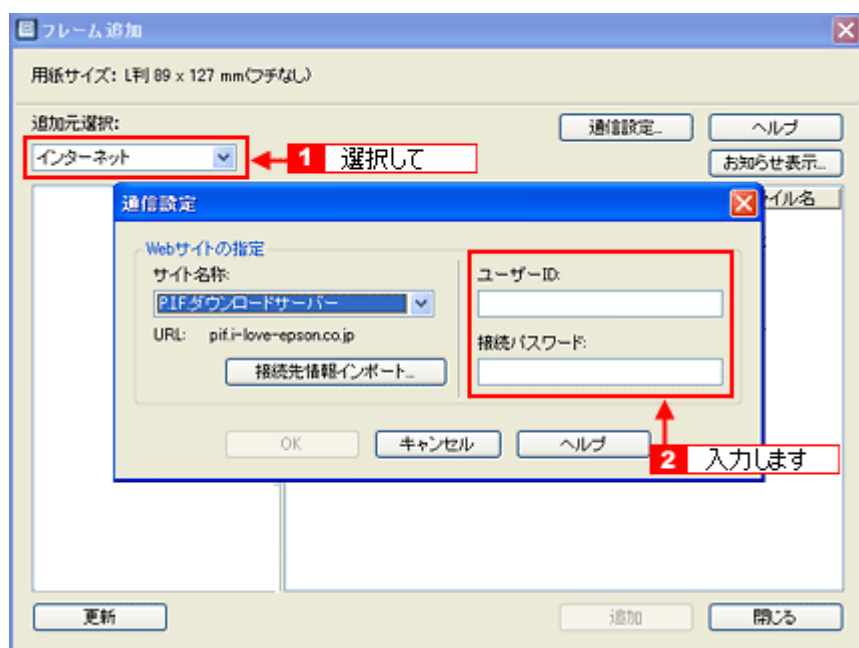 フレーム追加
用紙サイズ: L判 89 x 127 mm(フチなし)
追加元選択:
通信設定...
ヘルプ
インターネット
1 選択して
お知らせ表示...
通信設定
イル名
Webサイトの指定
サイト名称:
ユーザーID:
P.I.F.ダウンロードサーバー
URL: pif.i-love-epson.co.jp
接続パスワード:
接続先情報インポート...
OK
キャンセル
ヘルプ
2 入力します
更新
追加
閉じる